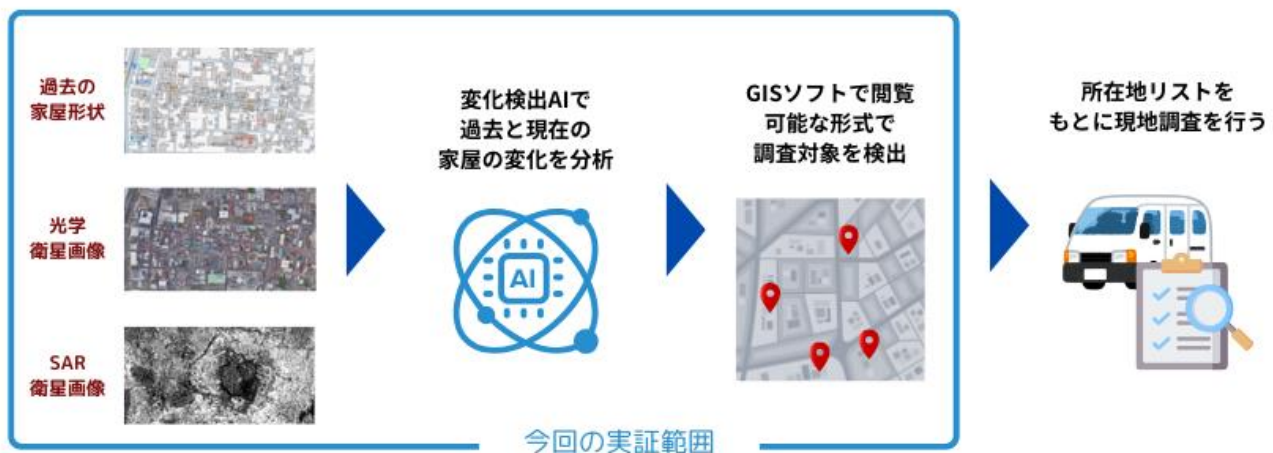 過去の
家屋形状
光学
衛星画像
SAR
衛星画像
変化検出AIで
過去と現在の
家屋の変化を分析
AI
GISソフトで閲覧
可能な形式で
調査対象を検出
所在地リストを
もとに現地調査を行う
今回の実証範囲